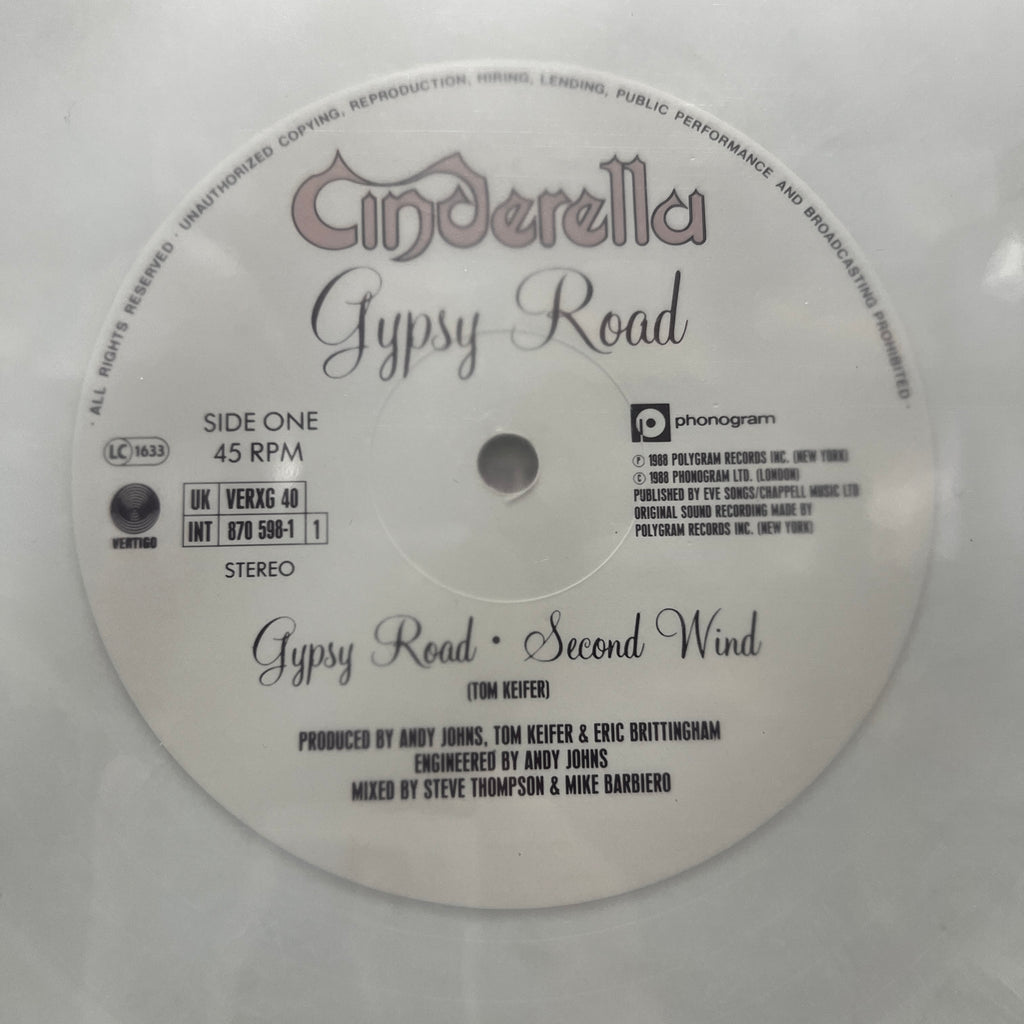 · ALL RIGHTS RESERVED · UNAUTHORIZED COPYING, REPRODUCTION, HIRING, LENDING, PUBLIC PERFORMANCE AND BROADCASTING PROHIBITED ·
Cinderella
Gypsy Road
SIDE ONE
45 RPM
LC 1633
VERTIGO
UK VERXG 40
INT 870 598-1 1
STEREO
P phonogram
℗ 1988 POLYGRAM RECORDS INC. (NEW YORK)
© 1988 PHONOGRAM LTD. (LONDON)
PUBLISHED BY EVE SONGS/CHAPPELL MUSIC LTD
ORIGINAL SOUND RECORDING MADE BY
POLYGRAM RECORDS INC. (NEW YORK)
Gypsy Road · Second Wind
(TOM KEIFER)
PRODUCED BY ANDY JOHNS, TOM KEIFER & ERIC BRITTINGHAM
ENGINEERED BY ANDY JOHNS
MIXED BY STEVE THOMPSON & MIKE BARBIERO